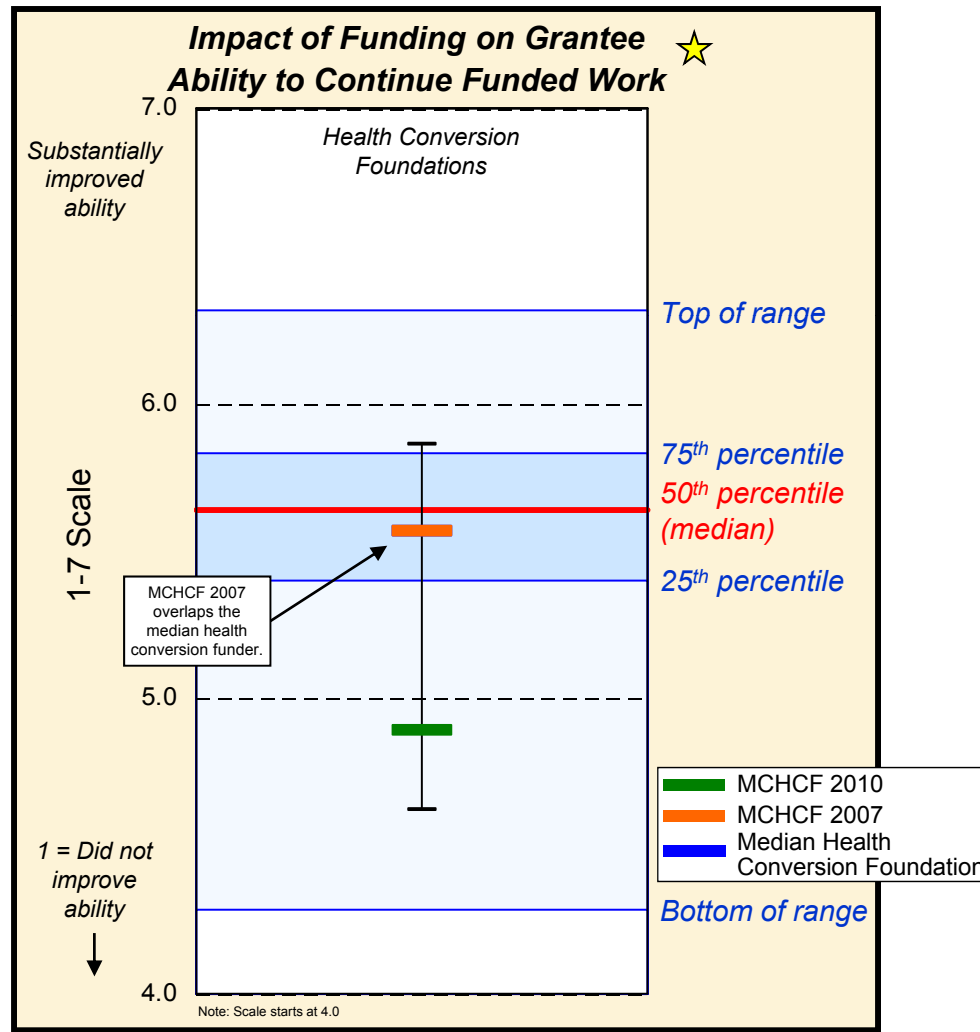 Impact of Funding on Grantee
Ability to Continue Funded Work
7.0
Health Conversion
Foundations
Substantially
improved
ability
Top of range
6.0
75th percentile
50th percentile
(median)
1-7 Scale
25th percentile
MCHCF 2007
overlaps the
median health
conversion funder.
5.0
MCHCF 2010
MCHCF 2007
Median Health
Conversion Foundation
1 = Did not
improve
ability
Bottom of range
4.0
Note: Scale starts at 4.0